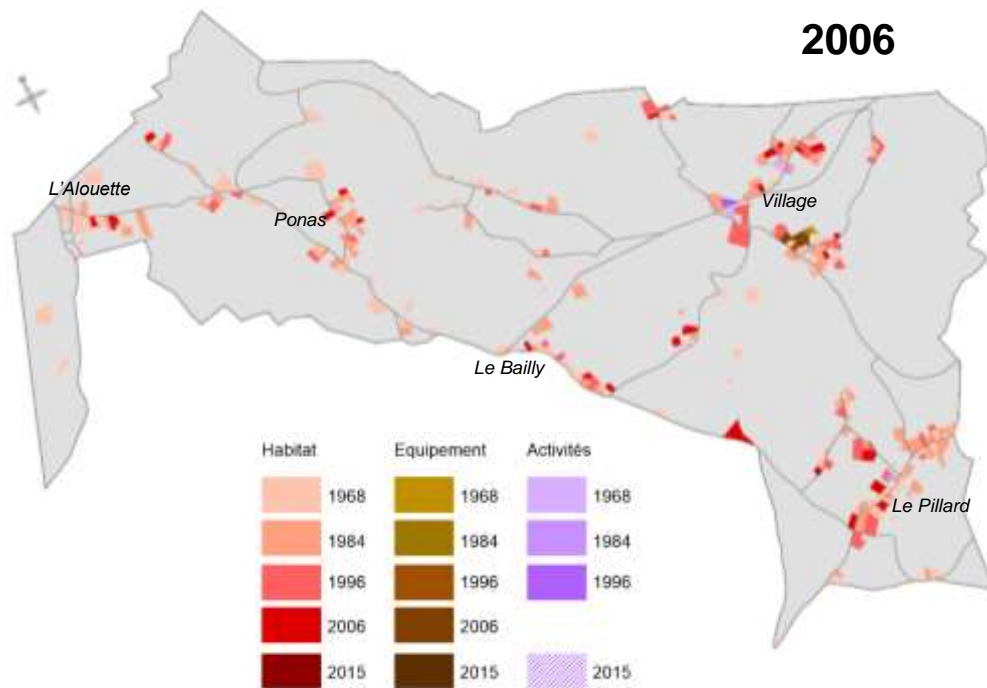 2006
L'Alouette
Ponas
Village
Le Bailly
Le Pillard
Habitat Equipement Activités
1968 1968 1968
1984 1984 1984
1996 1996 1996
2006 2006
2015 2015 2015